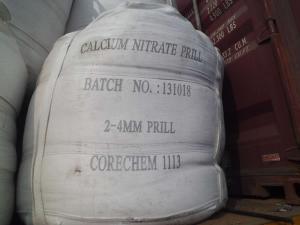 CALCIUM NITRATE PRILL
BATCH NO.:131018
2-4MM PRILL
CORECHEM 1113